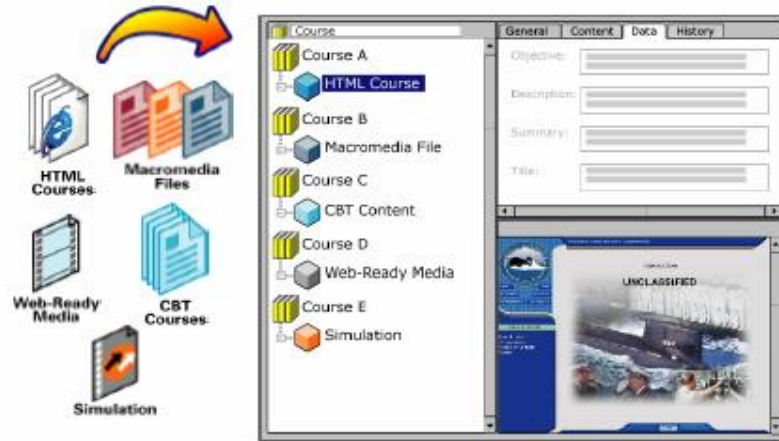 HTML
Courses
Macromedia
Files
Web-Ready
Media
CBT
Courses
Simulation
Course
Course A
HTML Course
Course B
Macromedia File
Course C
CBT Content
Course D
Web-Ready Media
Course E
Simulation
General
Content
Data
History
Objective:
Description:
Summary:
Title:
UNCLASSIFIED